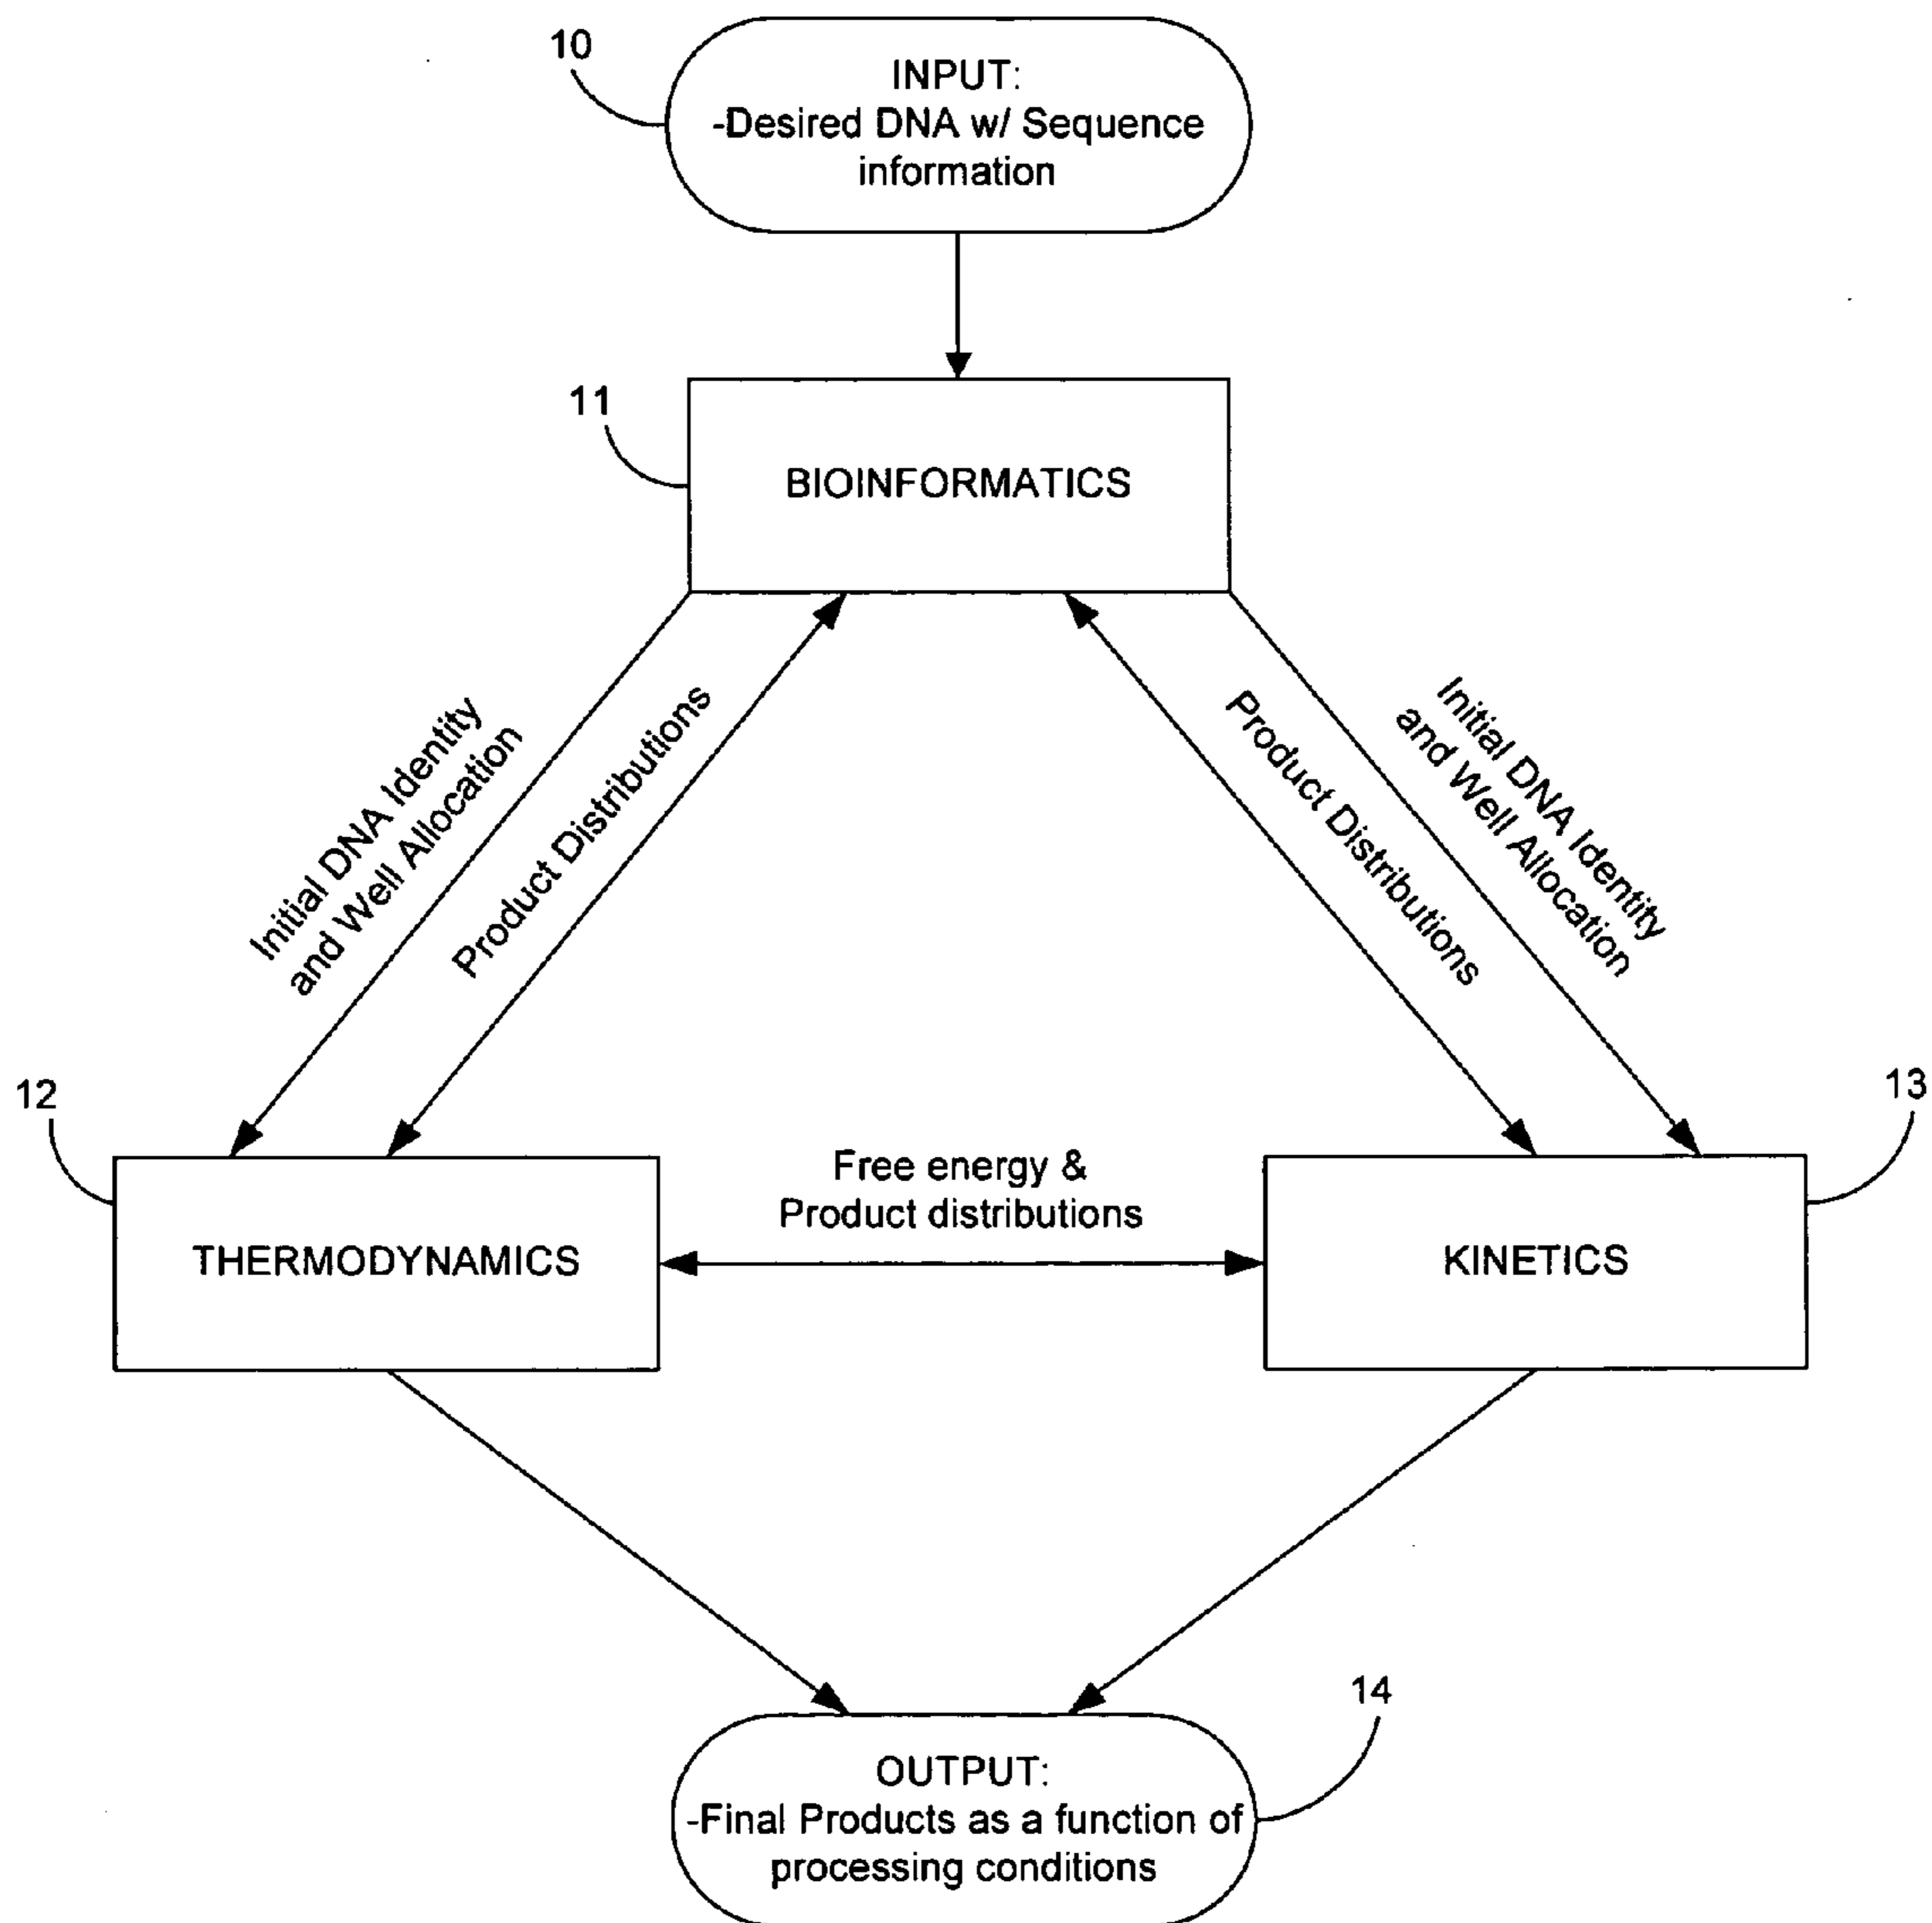 10
INPUT:
-Desired DNA w/ Sequence
information
11
BIOINFORMATICS
Initial DNA Identity
and Well Allocation
Product Distributions
Product Distributions
Initial DNA Identity
and Well Allocation
12
13
Free energy &
Product distributions
THERMODYNAMICS
KINETICS
14
OUTPUT:
-Final Products as a function of
processing conditions